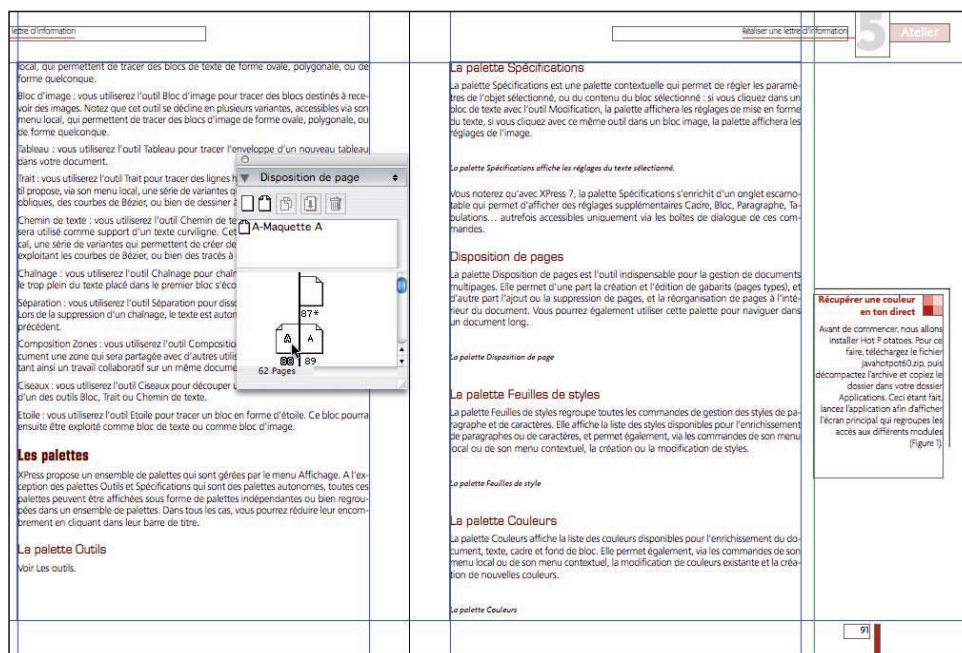 lettre d'information
local, qui permettent de tracer des blocs de texte de forme ovale, polygonale, ou de
forme quelconque.
Bloc d'image : vous utiliserez l'outil Bloc d'image pour tracer des blocs destinés à rece-
voir des images. Notez que cet outil se décline en plusieurs variantes, accessibles via son
menu local, qui permettent de tracer des blocs d'image de forme ovale, polygonale, ou
de forme quelconque.
Tableau : vous utiliserez l'outil Tableau pour tracer l'enveloppe d'un nouveau tableau
dans votre document.
Trait : vous utiliserez l'outil Trait pour tracer des lignes
til propose, via son menu local, une série de variantes
obliques, des courbes de Bézier, ou bien de dessiner
Chemin de texte : vous utiliserez l'outil Chemin de
sera utilisé comme support d'un texte curviligne.
cal, une série de variantes qui permettent de créer
exploitant les courbes de Bézier, ou bien des tracés à
Chaînage : vous utiliserez l'outil Chaînage pour
le trop plein du texte placé dans le premier bloc
Séparation : vous utiliserez l'outil Séparation pour
Lors de la suppression d'un chaînage, le texte est
précédent.
Composition Zones : vous utiliserez l'outil
cument une zone qui sera partagée avec d'autres
tant ainsi un travail collaboratif sur un même
Ciseaux : vous utiliserez l'outil Ciseaux pour découper
d'un des outils Bloc, Trait ou Chemin de texte.
Etoile : vous utiliserez l'outil Etoile pour tracer un bloc en forme d'étoile. Ce bloc pourra
ensuite être exploité comme bloc de texte ou comme bloc d'image.
Les palettes
XPress propose un ensemble de palettes qui sont gérées par le menu Affichage. A l'ex-
ception des palettes Outils et Spécifications qui sont des palettes autonomes, toutes ces
palettes peuvent être affichées sous forme de palettes indépendantes ou bien regrou-
pées dans un ensemble de palettes. Dans tous les cas, vous pourrez réduire leur encom-
brement en cliquant dans leur barre de titre.
La palette Outils
Voir Les outils.
Disposition de page
A-Maquette A
87*
A A
88 89
62 Pages
Réaliser une lettre d'information
5
Atelier
La palette Spécifications
La palette Spécifications est une palette contextuelle qui permet de régler les paramè-
tres de l'objet sélectionné, ou du contenu du bloc sélectionné : si vous cliquez dans un
bloc de texte avec l'outil Modification, la palette affichera les réglages de mise en forme
du texte, si vous cliquez avec ce même outil dans un bloc image, la palette affichera les
réglages de l'image.
La palette Spécifications affiche les réglages du texte sélectionné.
Vous noterez qu'avec XPress 7, la palette Spécifications s'enrichit d'un onglet escamo-
table qui permet d'afficher des réglages supplémentaires Cadre, Bloc, Paragraphe, Ta-
bulations... autrefois accessibles uniquement via les boîtes de dialogue de ces com-
mandes.
Disposition de pages
La palette Disposition de pages est l'outil indispensable pour la gestion de documents
multipages. Elle permet d'une part la création et l'édition de gabarits (pages types), et
d'autre part l'ajout ou la suppression de pages, et la réorganisation de pages à l'inté-
rieur du document. Vous pourrez également utiliser cette palette pour naviguer dans
un document long.
La palette Disposition de page
La palette Feuilles de styles
La palette Feuilles de styles regroupe toutes les commandes de gestion des styles de pa-
ragraphe et de caractères. Elle affiche la liste des styles disponibles pour l'enrichissement
de paragraphes ou de caractères, et permet également, via les commandes de son menu
local ou de son menu contextuel, la création ou la modification de styles.
La palette Feuilles de style
La palette Couleurs
La palette Couleurs affiche la liste des couleurs disponibles pour l'enrichissement du do-
cument, texte, cadre et fond de bloc. Elle permet également, via les commandes de son
menu local ou de son menu contextuel, la modification de couleurs existante et la créa-
tion de nouvelles couleurs.
La palette Couleurs
Récupérer une couleur
en ton direct
Avant de commencer, nous allons
installer Hot P otatoes. Pour ce
faire, téléchargez le fichier
javahotpot60.zip, puis
décompactez l'archive et copiez le
dossier dans votre dossier
Applications. Ceci étant fait,
lancez l'application afin d'afficher
l'écran principal qui regroupes les
accès aux différents modules
(Figure 1).
91